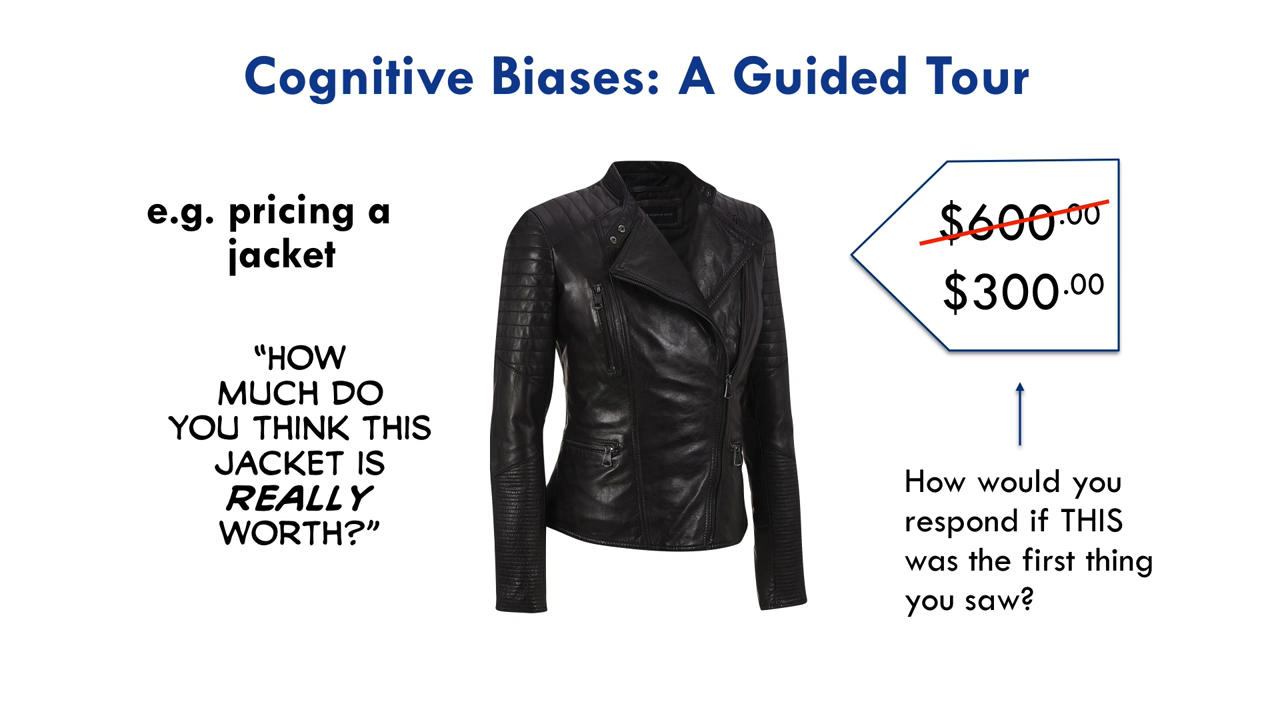 Cognitive Biases: A Guided Tour
e.g. pricing a
jacket
“HOW
MUCH DO
YOU THINK THIS
JACKET IS
REALLY
WORTH?”
$600.00
$300.00
How would you
respond if THIS
was the first thing
you saw?